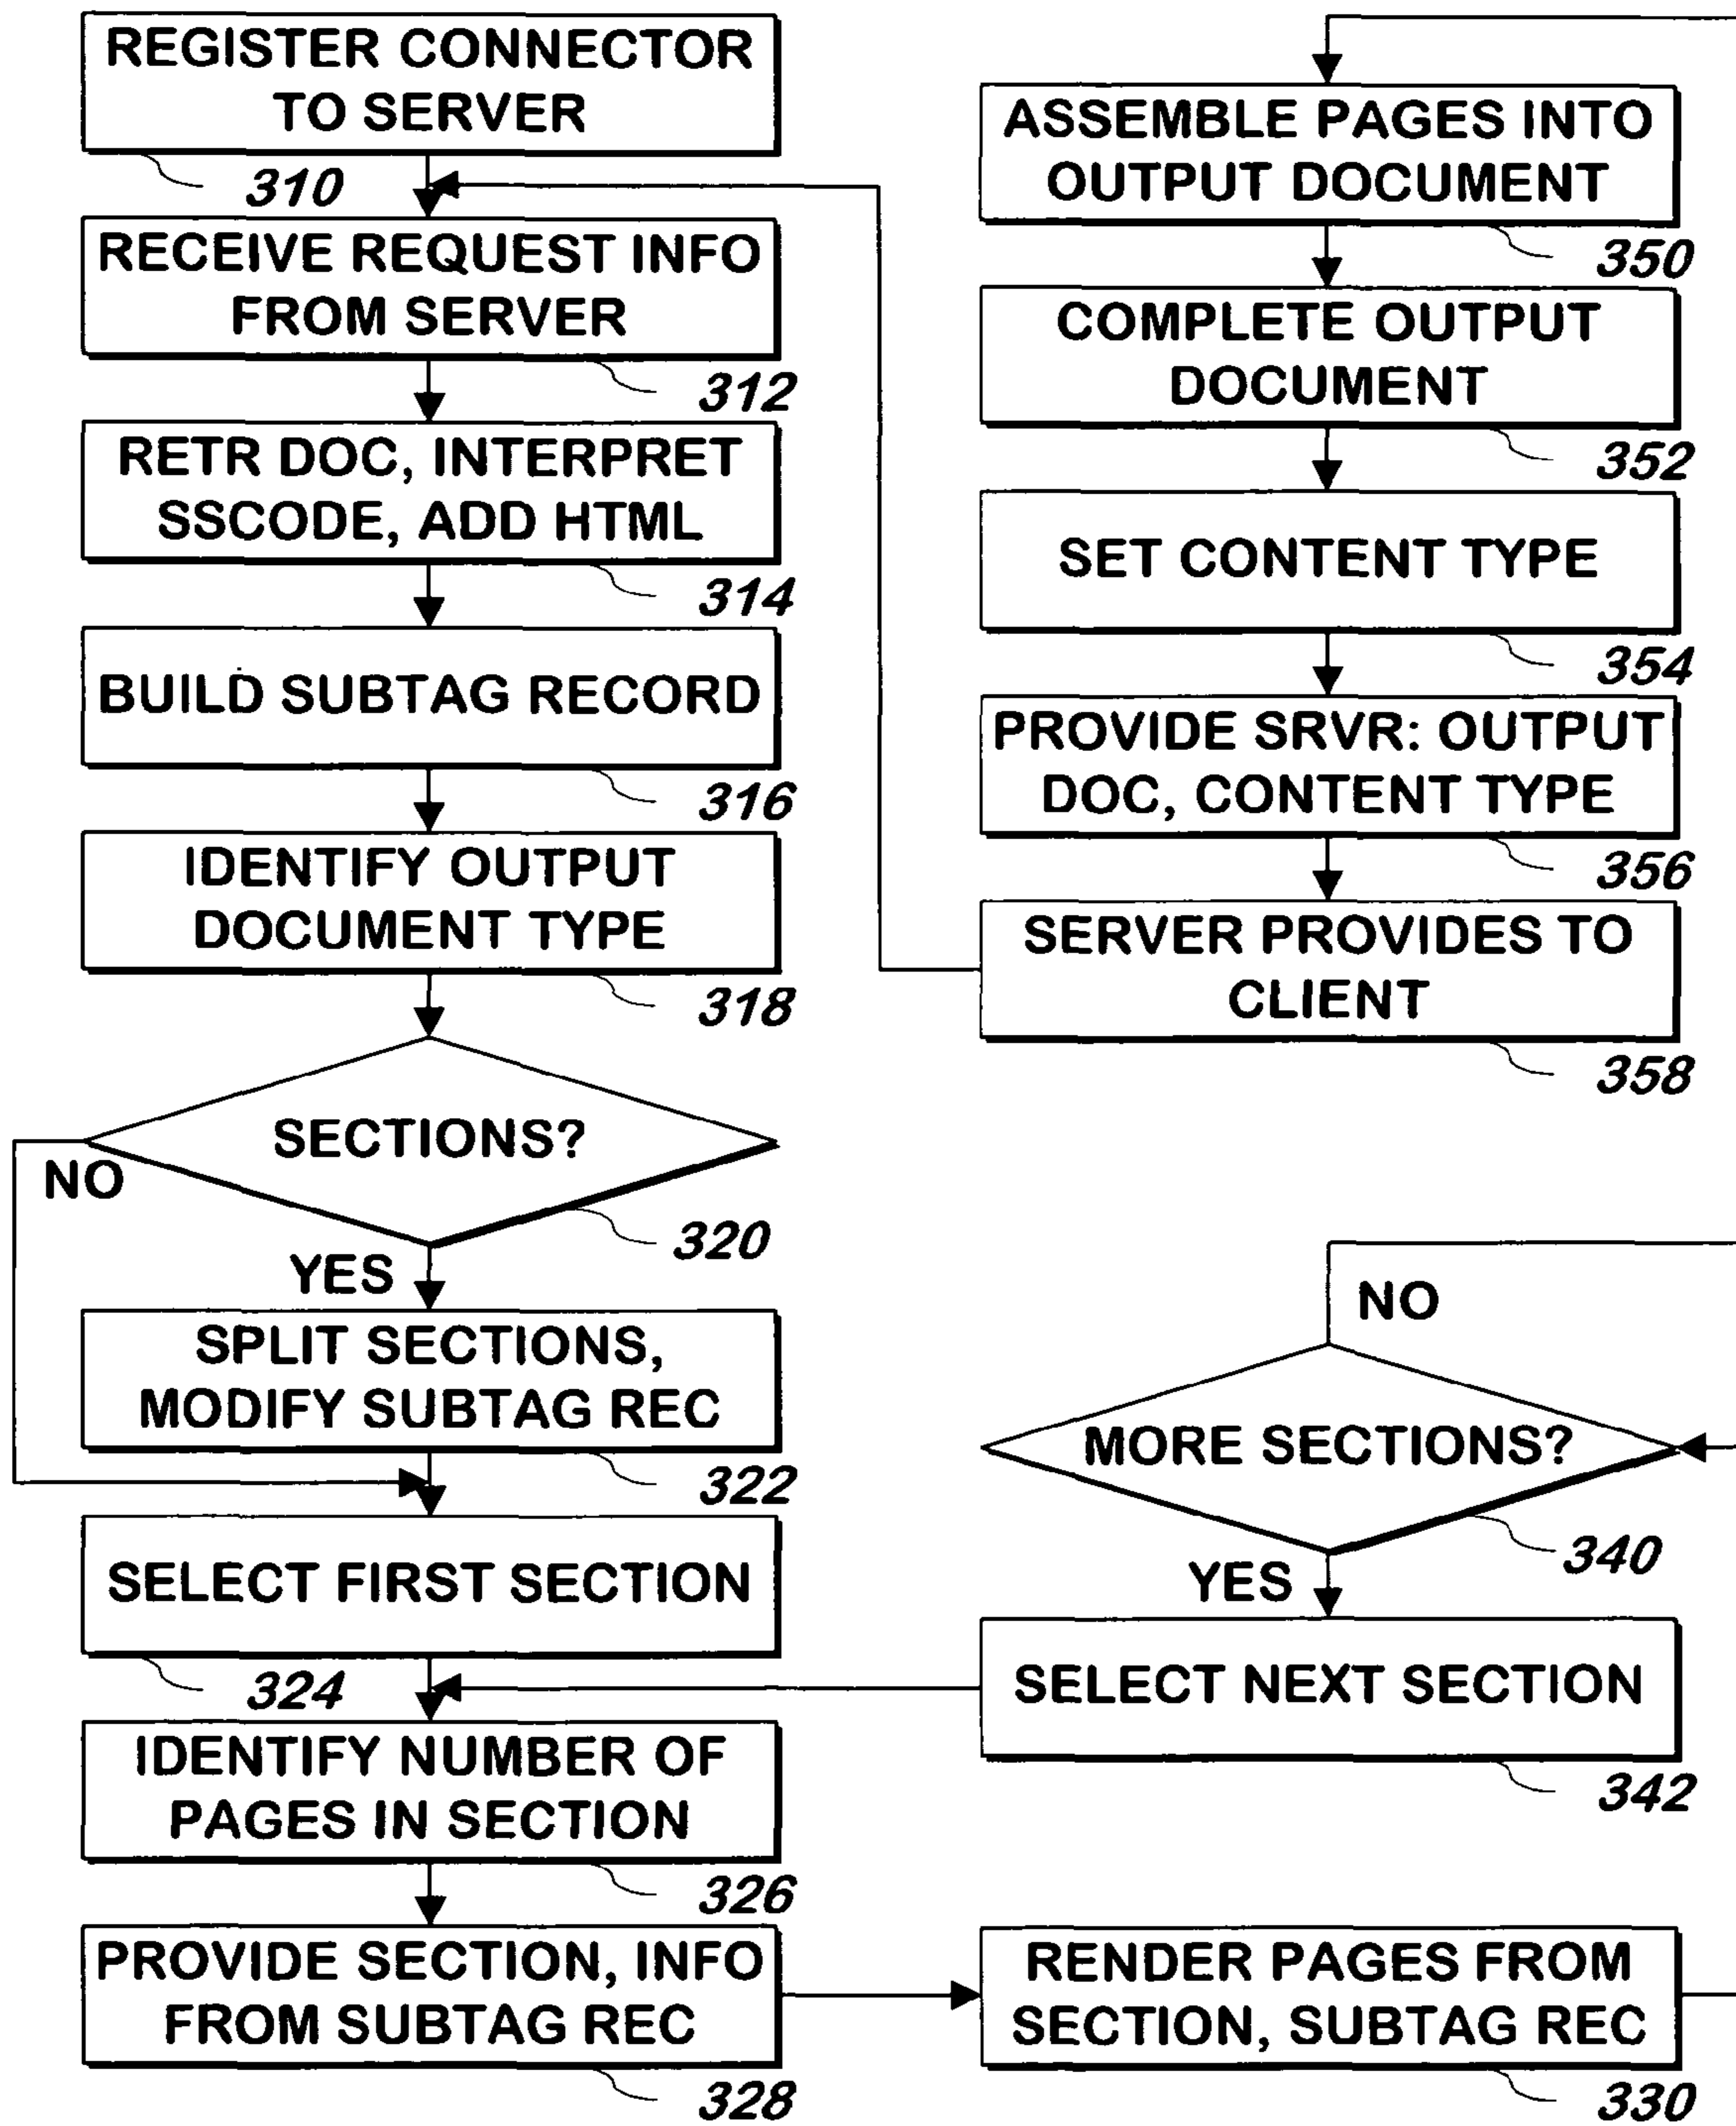 REGISTER CONNECTOR
TO SERVER
310
RECEIVE REQUEST INFO
FROM SERVER
312
RETR DOC, INTERPRET
SSCODE, ADD HTML
314
BUILD SUBTAG RECORD
316
IDENTIFY OUTPUT
DOCUMENT TYPE
318
SECTIONS?
NO
320
YES
SPLIT SECTIONS,
MODIFY SUBTAG REC
322
SELECT FIRST SECTION
324
IDENTIFY NUMBER OF
PAGES IN SECTION
326
PROVIDE SECTION, INFO
FROM SUBTAG REC
328
ASSEMBLE PAGES INTO
OUTPUT DOCUMENT
350
COMPLETE OUTPUT
DOCUMENT
352
SET CONTENT TYPE
354
PROVIDE SRVR: OUTPUT
DOC, CONTENT TYPE
356
SERVER PROVIDES TO
CLIENT
358
NO
MORE SECTIONS?
340
YES
SELECT NEXT SECTION
342
RENDER PAGES FROM
SECTION, SUBTAG REC
330